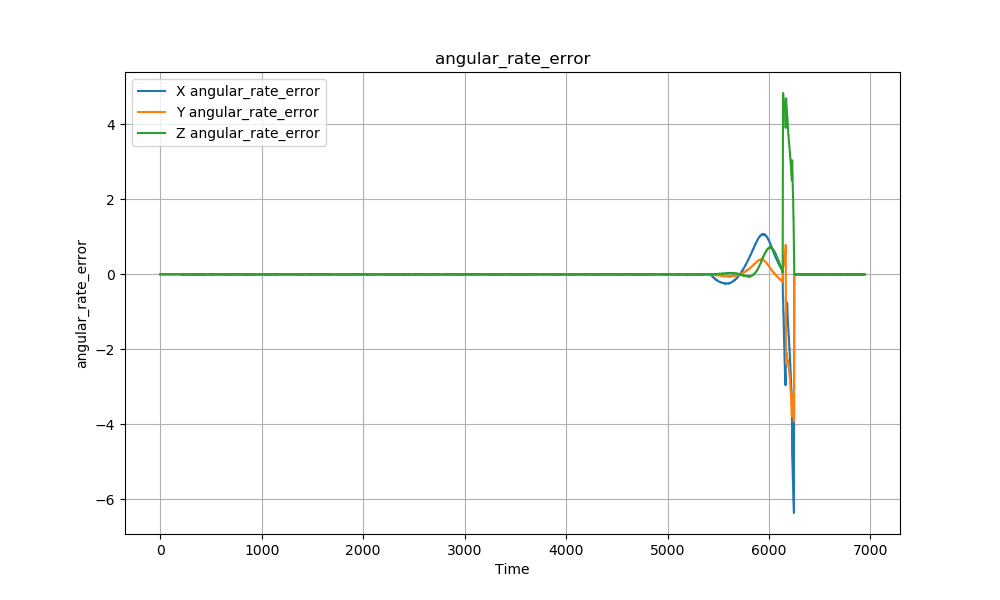 angular_rate_error
X angular_rate_error
Y angular_rate_error
Z angular_rate_error
angular_rate_error
4
2
0
−2
−4
−6
0 1000 2000 3000 4000 5000 6000 7000
Time